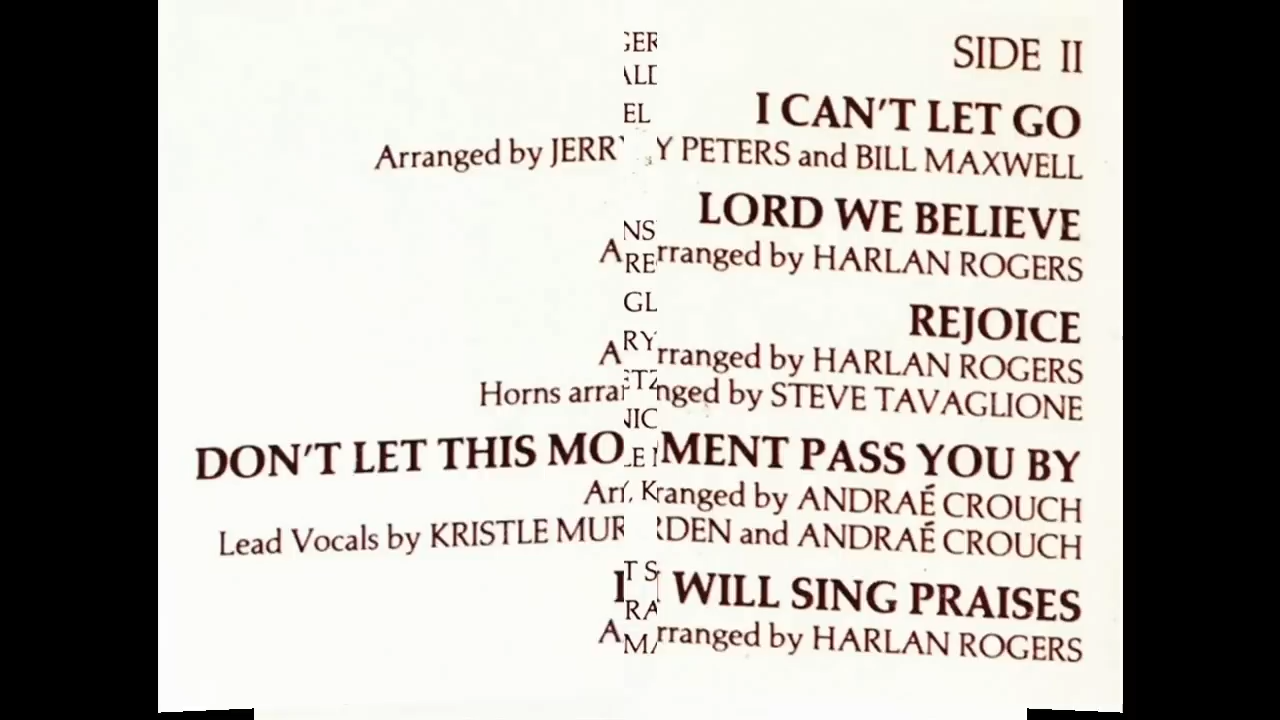 SIDE II
I CAN'T LET GO
Arranged by JERRY PETERS and BILL MAXWELL
LORD WE BELIEVE
Arranged by HARLAN ROGERS
REJOICE
Arranged by HARLAN ROGERS
Horns arranged by STEVE TAVAGLIONE
DON'T LET THIS MOMENT PASS YOU BY
Arranged by ANDRAÉ CROUCH
Lead Vocals by KRISTLE MURDEN and ANDRAÉ CROUCH
I WILL SING PRAISES
Arranged by HARLAN ROGERS